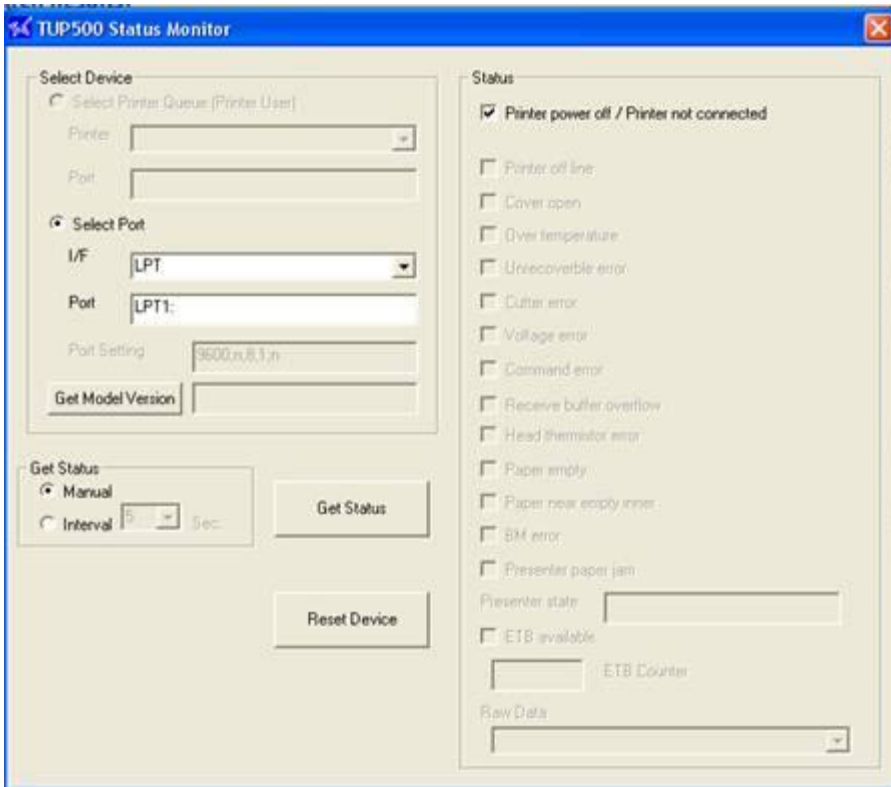 TUP500 Status Monitor
Select Device
Select Printer Queue (Printer User)
Printer
Port
Select Port
I/F
LPT
Port
LPT1:
Port Setting
9600,n,8,1,n
Get Model Version
Get Status
Manual
Interval
5
Sec.
Get Status
Reset Device
Status
Printer power off / Printer not connected
Printer off line
Cover open
Over temperature
Unrecoverble error
Cutter error
Voltage error
Command error
Receive buffer overflow
Head thermistor error
Paper empty
Paper near empty inner
BM error
Presenter paper jam
Presenter state
ETB available
ETB Counter
Raw Data